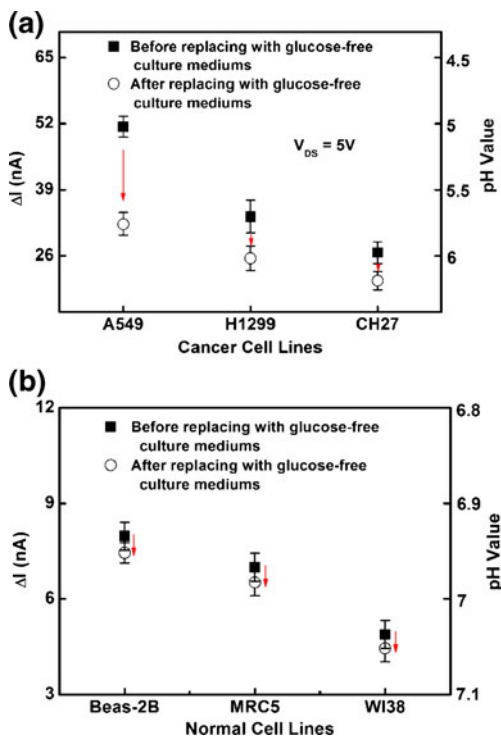 (a)
Before replacing with glucose-free
culture mediums
After replacing with glucose-free
culture mediums
V_DS = 5V
65
52
39
26
ΔI (nA)
4.5
5
5.5
6
pH Value
A549 H1299 CH27
Cancer Cell Lines
(b)
Before replacing with glucose-free
culture mediums
After replacing with glucose-free
culture mediums
12
9
6
3
ΔI (nA)
6.8
6.9
7
7.1
pH Value
Beas-2B MRC5 WI38
Normal Cell Lines